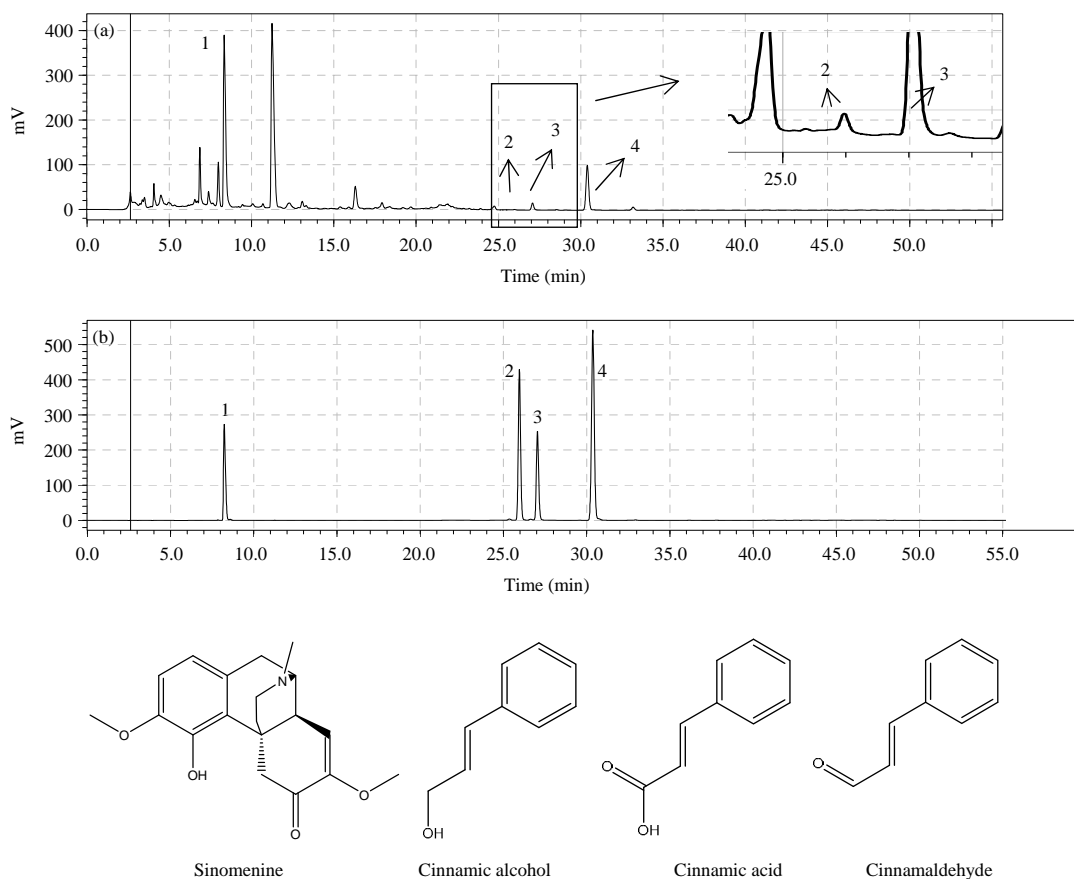 (a)
400
300
200
100
0
mV
1
2
3
4
2
3
25.0
0.0 5.0 10.0 15.0 20.0 25.0 30.0 35.0 40.0 45.0 50.0
Time (min)
(b)
500
400
300
200
100
0
mV
1
2
3
4
0.0 5.0 10.0 15.0 20.0 25.0 30.0 35.0 40.0 45.0 50.0 55.0
Time (min)
N
O
OH
O
O
OH
O
OH
O
Sinomenine Cinnamic alcohol Cinnamic acid Cinnamaldehyde